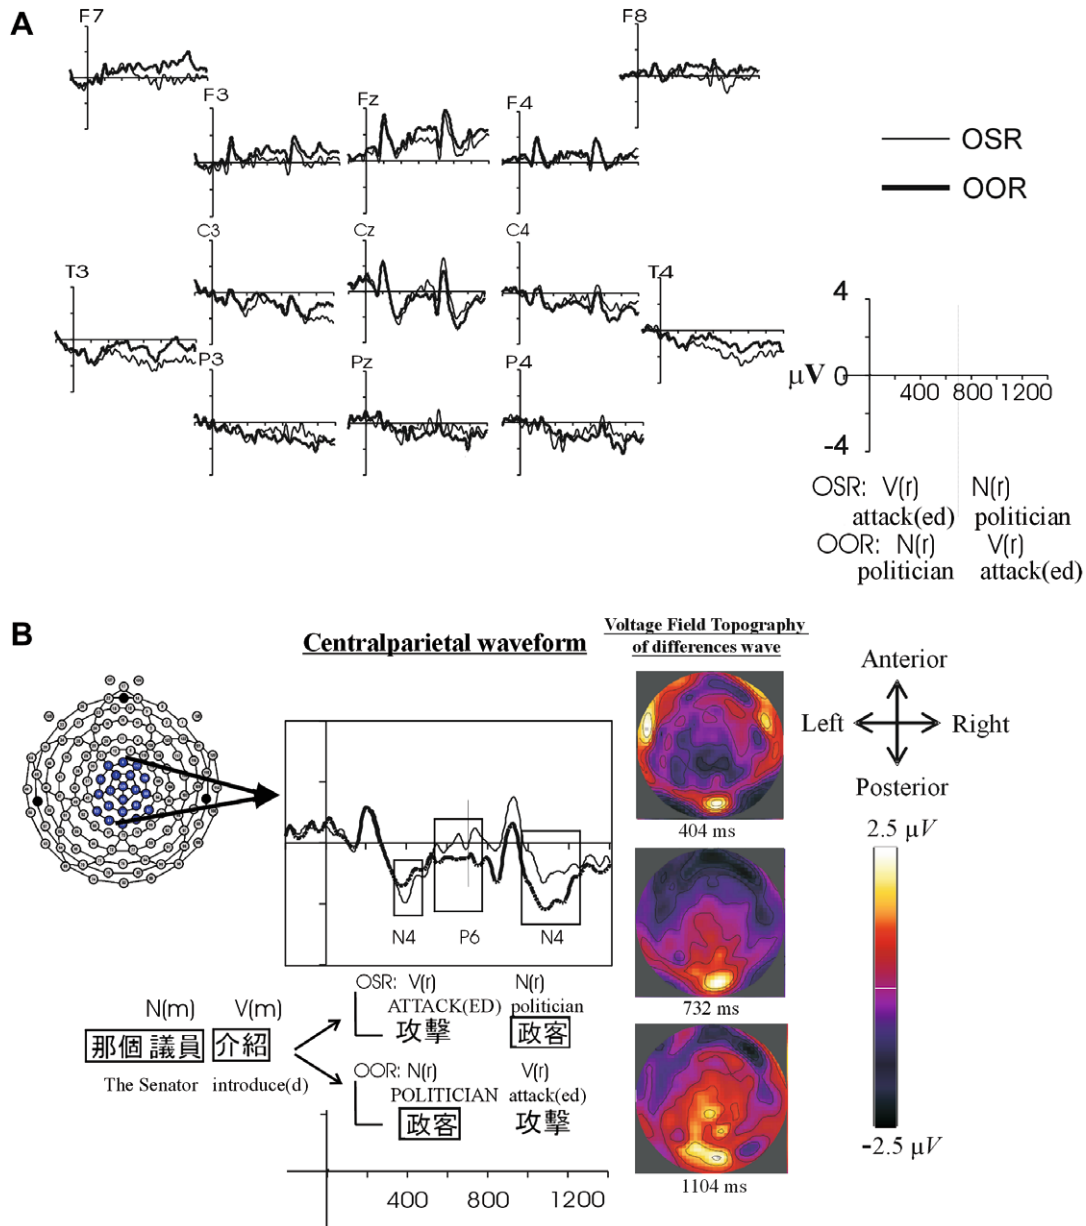 A
F7
F8
F3
Fz
F4
OSR
OOR
C3
Cz
C4
T3
T4
P3
Pz
P4
4
μV 0
400 800 1200
-4
OSR: V(r) N(r)
attack(ed) politician
OOR: N(r) V(r)
politician attack(ed)
B
Centralparietal waveform
Voltage Field Topography
of differences wave
N4
P6
N4
404 ms
732 ms
1104 ms
Anterior
Left Right
Posterior
2.5 μV
-2.5 μV
N(m) V(m)
那個 議員 介紹
The Senator introduce(d)
OSR: V(r) N(r)
ATTACK(ED) politician
攻擊 政客
OOR: N(r) V(r)
POLITICIAN attack(ed)
政客 攻擊
400 800 1200